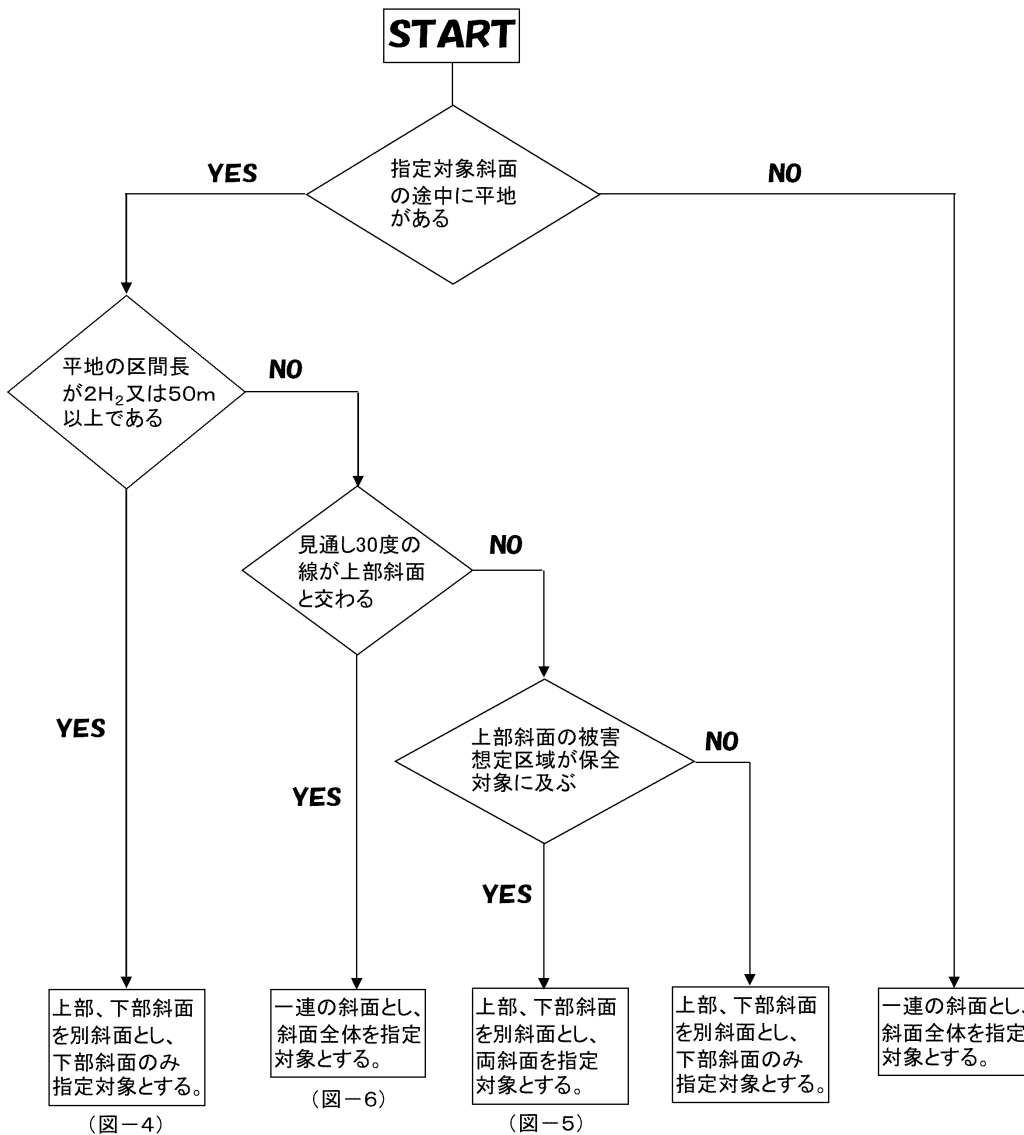 START
YES
NO
指定対象斜面
の途中に平地
がある
平地の区間長
が2H₂又は50m
以上である
NO
見通し30度の
線が上部斜面
と交わる
NO
YES
上部斜面の被害
想定区域が保全
対象に及ぶ
NO
YES
YES
上部、下部斜面
を別斜面とし、
下部斜面のみ
指定対象とする。
(図-4)
一連の斜面とし、
斜面全体を指定
対象とする。
(図-6)
上部、下部斜面
を別斜面とし、
両斜面を指定
対象とする。
(図-5)
上部、下部斜面
を別斜面とし、
下部斜面のみ
指定対象とする。
一連の斜面とし、
斜面全体を指定
対象とする。